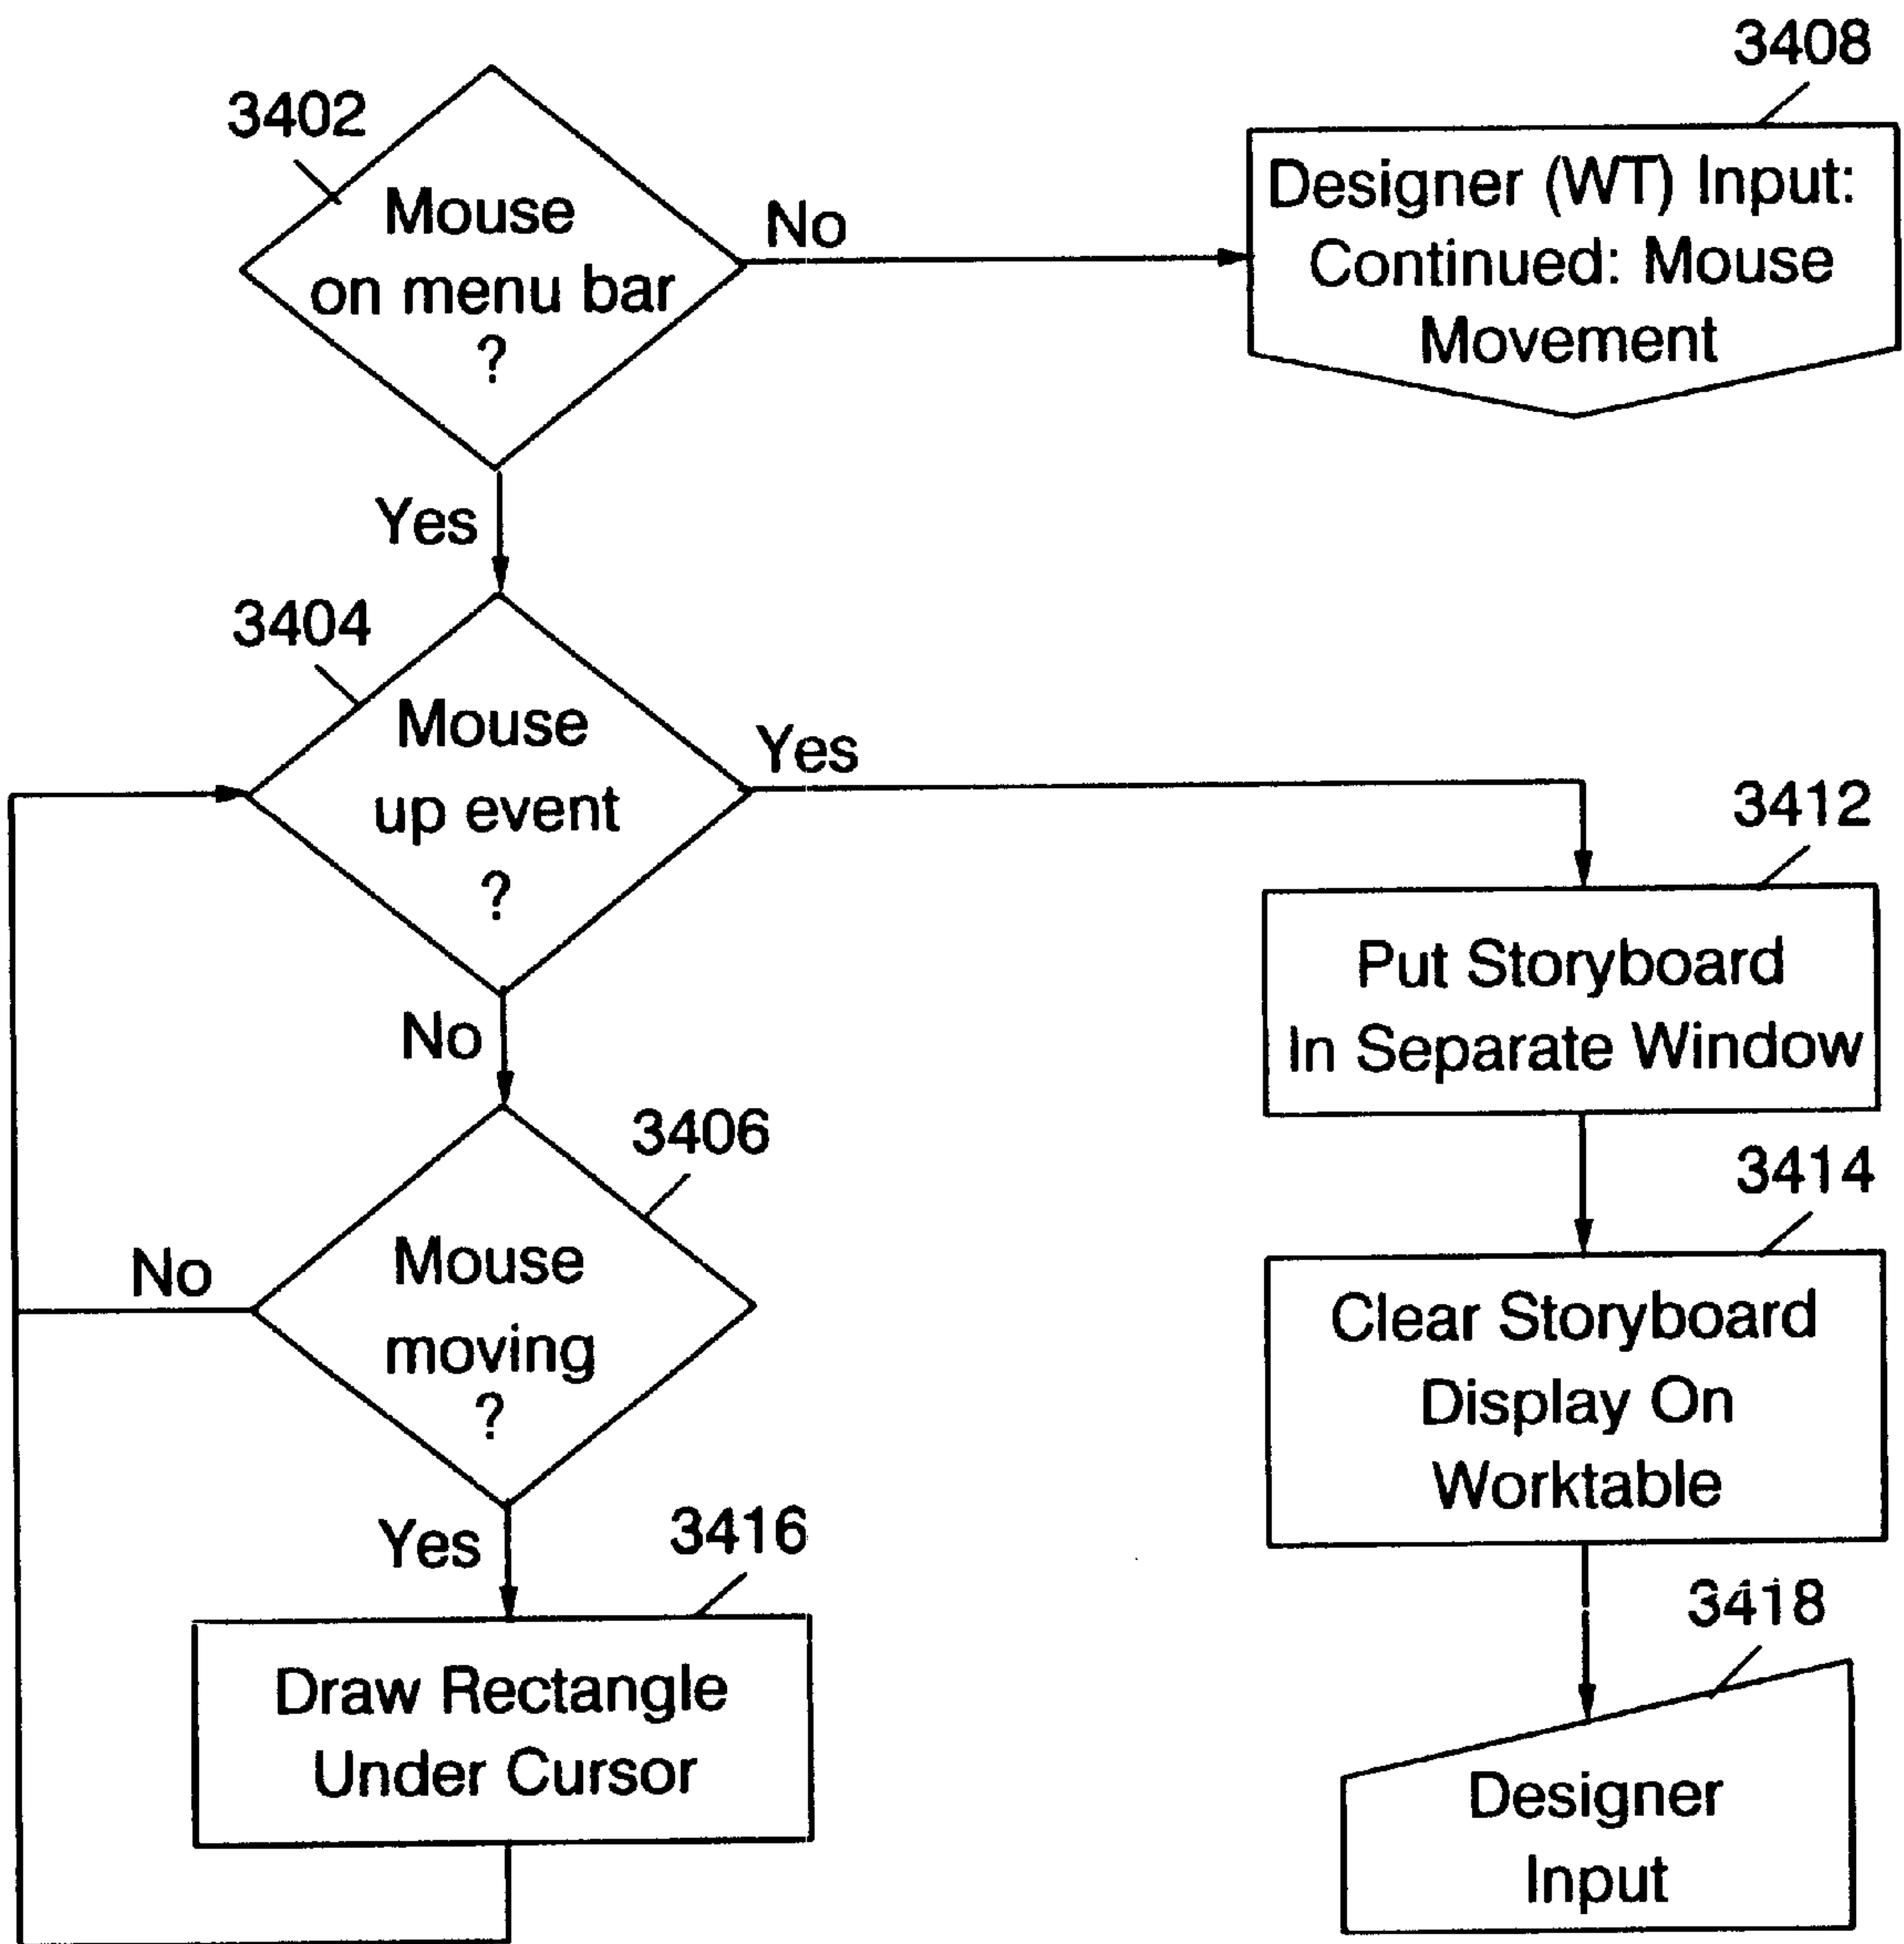 3408
3402
Mouse
on menu bar
?
No
Designer (WT) Input:
Continued: Mouse
Movement
Yes
3404
Mouse
up event
?
Yes
3412
Put Storyboard
In Separate Window
No
3406
Mouse
moving
?
No
3414
Clear Storyboard
Display On
Worktable
Yes
3416
Draw Rectangle
Under Cursor
3418
Designer
Input